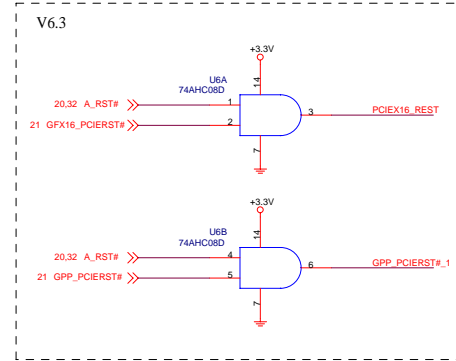 V6.3
+3.3V
U6A
74AHC08D
14
20,32 A_RST#
1
3
PCIEX16_REST
21 GFX16_PCIERST#
2
7
+3.3V
U6B
74AHC08D
14
20,32 A_RST#
4
6
GPP_PCIERST#_1
21 GPP_PCIERST#
5
7